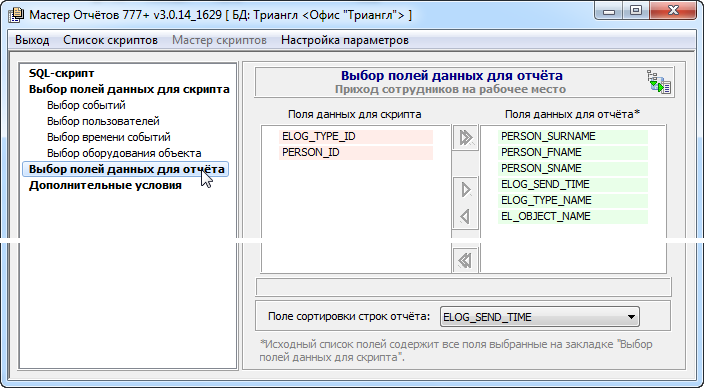 Мастер Отчётов 777+ v3.0.14_1629 [ БД: Триангл <Офис "Триангл"> ]
Выход Список скриптов Мастер скриптов Настройка параметров
SQL-скрипт
Выбор полей данных для скрипта
Выбор событий
Выбор пользователей
Выбор времени событий
Выбор оборудования объекта
Выбор полей данных для отчёта
Дополнительные условия
Выбор полей данных для отчёта
Приход сотрудников на рабочее место
Поля данных для скрипта
ELOG_TYPE_ID
PERSON_ID
Поля данных для отчёта*
PERSON_SURNAME
PERSON_FNAME
PERSON_SNAME
ELOG_SEND_TIME
ELOG_TYPE_NAME
EL_OBJECT_NAME
Поле сортировки строк отчёта: ELOG_SEND_TIME
*Исходный список полей содержит все поля выбранные на закладке "Выбор
полей данных для скрипта".